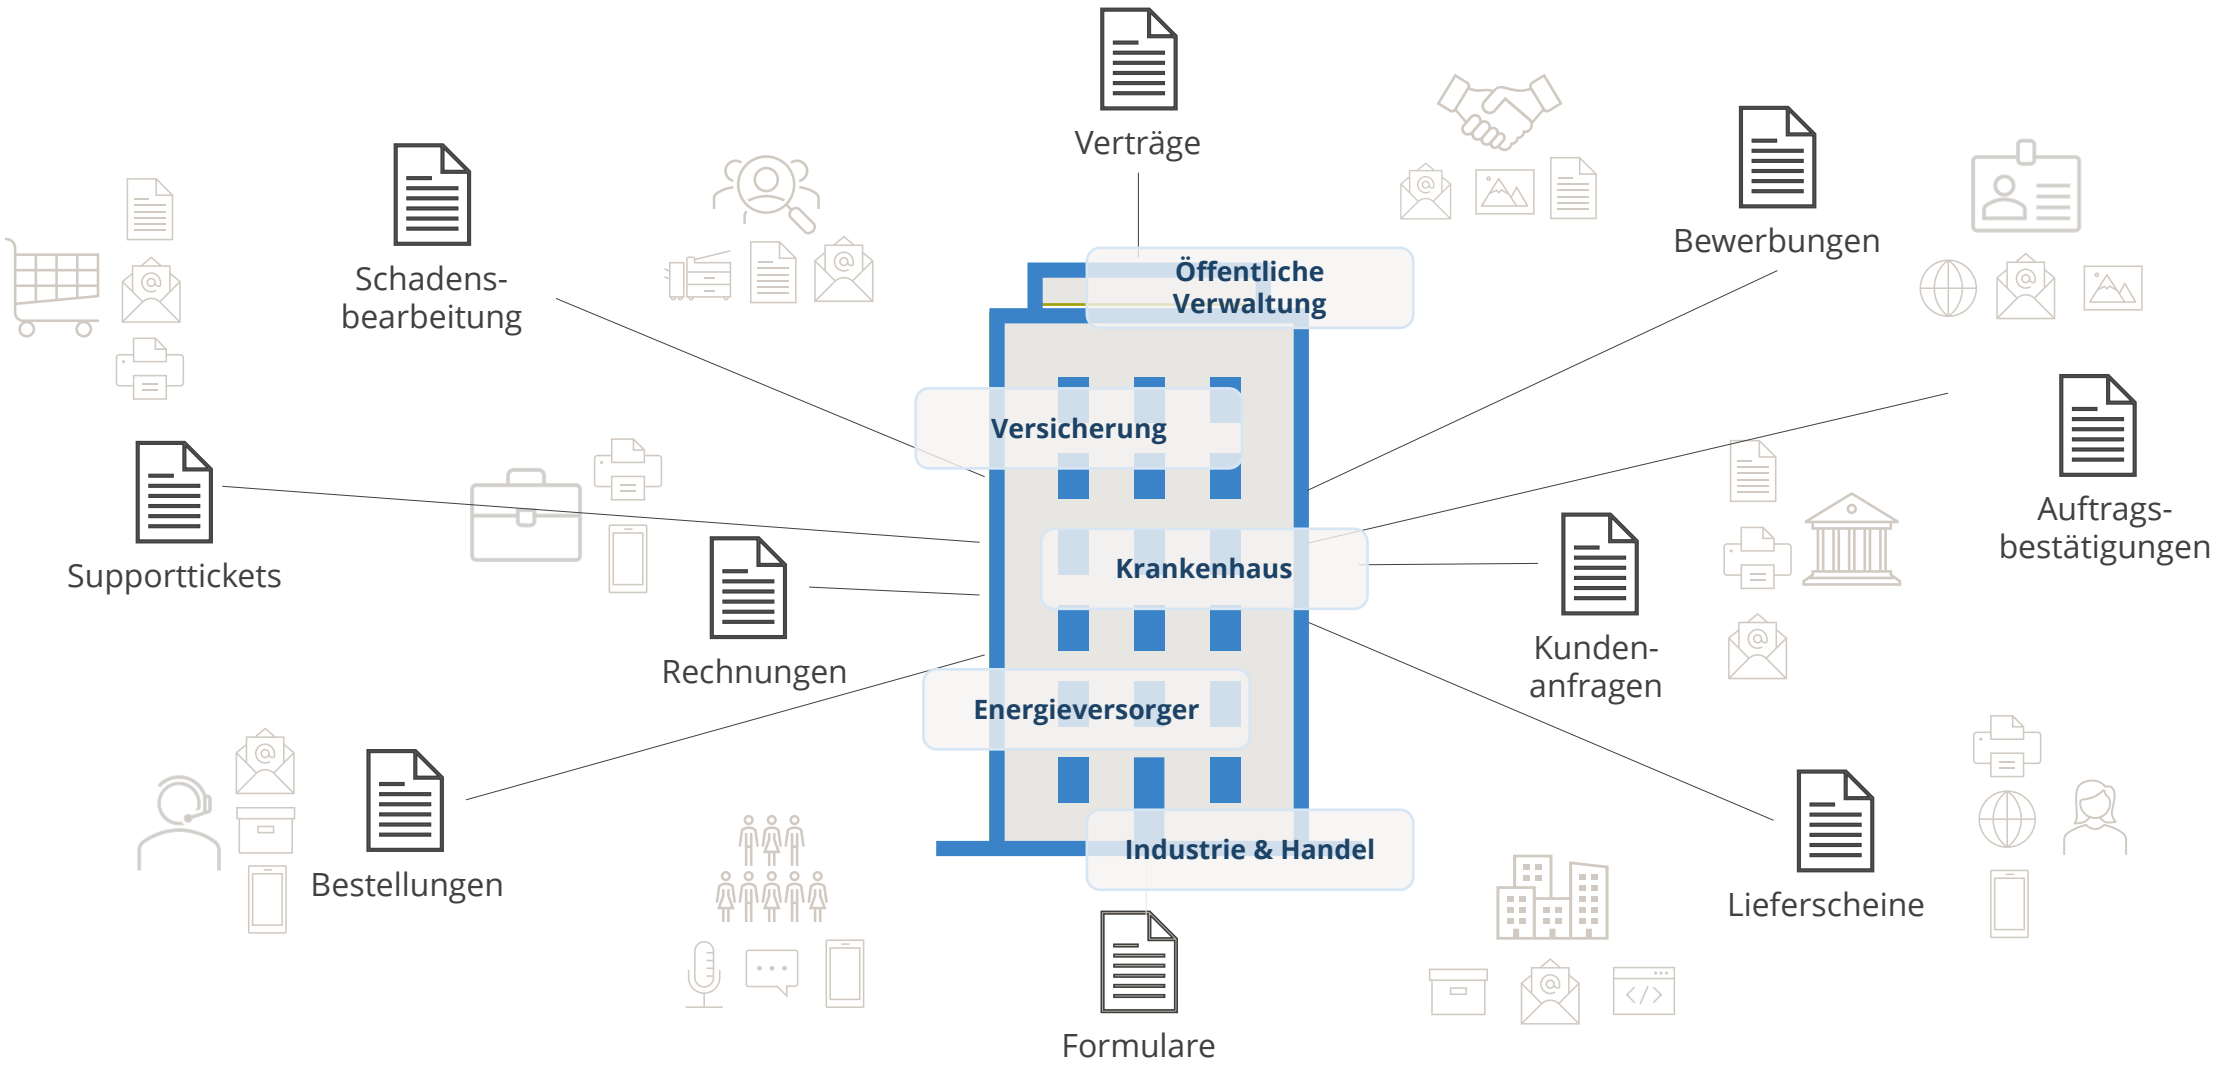 Verträge
Bewerbungen
Schadens-
bearbeitung
Öffentliche
Verwaltung
Versicherung
Auftrags-
bestätigungen
Supporttickets
Krankenhaus
Rechnungen
Kunden-
anfragen
Energieversorger
Industrie & Handel
Bestellungen
Lieferscheine
Formulare